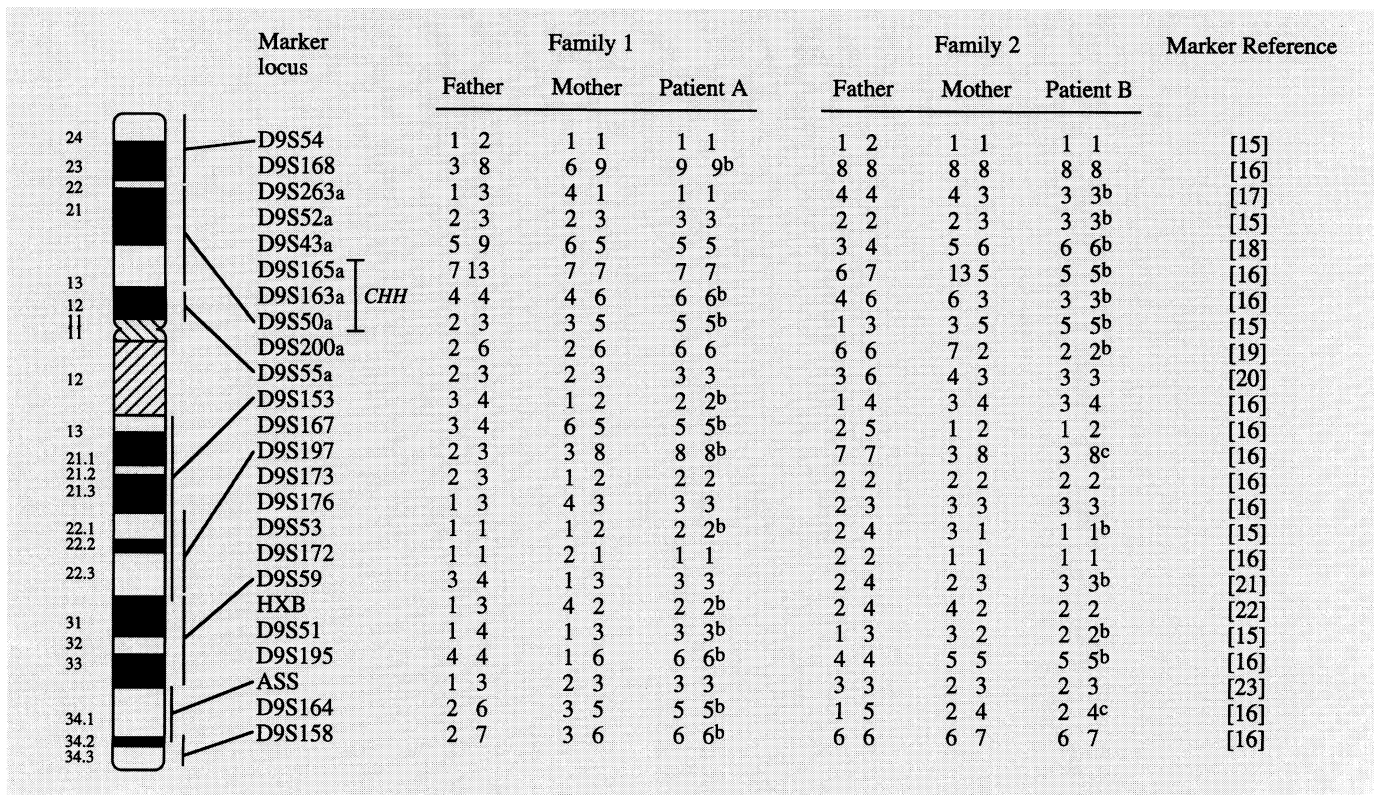 Marker locus Family 1 Family 2 Marker Reference
Father Mother Patient A Father Mother Patient B
24 D9S54 1 2 1 1 1 1 1 2 1 1 1 1 [15]
23 D9S168 3 8 6 9 9 9b 8 8 8 8 8 8 [16]
22 D9S263a 1 3 4 1 1 1 4 4 4 3 3 3b [17]
21 D9S52a 2 3 2 3 3 3 2 2 2 3 3 3b [15]
D9S43a 5 9 6 5 5 5 3 4 5 6 6 6b [18]
13 D9S165a 7 13 7 7 7 7 6 7 13 5 5 5b [16]
12 D9S163a CHH 4 4 4 6 6 6b 4 6 6 3 3 3b [16]
11 D9S50a 2 3 3 5 5 5b 1 3 3 5 5 5b [15]
11 D9S200a 2 6 2 6 6 6 6 6 7 2 2 2b [19]
12 D9S55a 2 3 2 3 3 3 3 6 4 3 3 3 [20]
D9S153 3 4 1 2 2 2b 1 4 3 4 3 4 [16]
13 D9S167 3 4 6 5 5 5b 2 5 1 2 1 2 [16]
21.1 D9S197 2 3 3 8 8 8b 7 7 3 8 3 8c [16]
21.2 D9S173 2 3 1 2 2 2 2 2 2 2 2 2 [16]
21.3 D9S176 1 3 4 3 3 3 2 3 3 3 3 3 [16]
22.1 D9S53 1 1 1 2 2 2b 2 4 3 1 1 1b [15]
22.2 D9S172 1 1 2 1 1 1 2 2 1 1 1 1 [16]
22.3 D9S59 3 4 1 3 3 3 2 4 2 3 3 3b [21]
HXB 1 3 4 2 2 2b 2 4 4 2 2 2 [22]
31 D9S51 1 4 1 3 3 3b 1 3 3 2 2 2b [15]
32 D9S195 4 4 1 6 6 6b 4 4 5 5 5 5b [16]
33 ASS 1 3 2 3 3 3 3 3 2 3 2 3 [23]
34.1 D9S164 2 6 3 5 5 5b 1 5 2 4 2 4c [16]
34.2 D9S158 2 7 3 6 6 6b 6 6 6 7 6 7 [16]
34.3